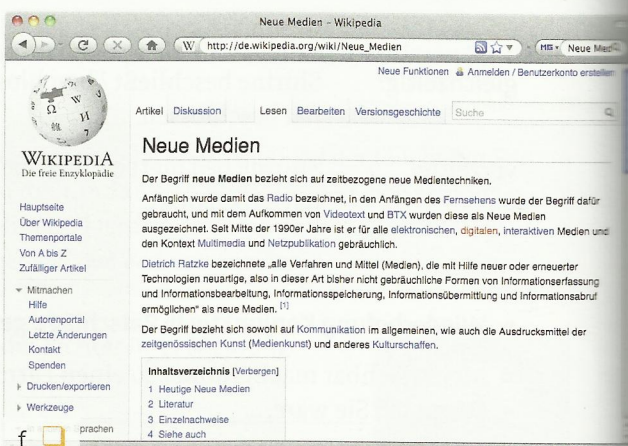 Neue Medien – Wikipedia
W http://de.wikipedia.org/wiki/Neue_Medien
Neue Medi
Neue Funktionen Anmelden / Benutzerkonto erstellen
Artikel Diskussion Lesen Bearbeiten Versionsgeschichte Suche
WIKIPEDIA
Die freie Enzyklopädie
Hauptseite
Über Wikipedia
Themenportale
Von A bis Z
Zufälliger Artikel
Mitmachen
Hilfe
Autorenportal
Letzte Änderungen
Kontakt
Spenden
Drucken/exportieren
Werkzeuge
prachen
Neue Medien
Der Begriff neue Medien bezieht sich auf zeitbezogene neue Medientechniken.
Anfänglich wurde damit das Radio bezeichnet, in den Anfängen des Fernsehens wurde der Begriff dafür
gebraucht, und mit dem Aufkommen von Videotext und BTX wurden diese als Neue Medien
ausgezeichnet. Seit Mitte der 1990er Jahre ist er für alle elektronischen, digitalen, interaktiven Medien und
den Kontext Multimedia und Netzpublikation gebräuchlich.
Dietrich Ratzke bezeichnete „alle Verfahren und Mittel (Medien), die mit Hilfe neuer oder erneuerter
Technologien neuartige, also in dieser Art bisher nicht gebräuchliche Formen von Informationserfassung
und Informationsbearbeitung, Informationsspeicherung, Informationsübermittlung und Informationsabruf
ermöglichen“ als neue Medien. [1]
Der Begriff bezieht sich sowohl auf Kommunikation im allgemeinen, wie auch die Ausdrucksmittel der
zeitgenössischen Kunst (Medienkunst) und anderes Kulturschaffen.
Inhaltsverzeichnis [Verbergen]
1 Heutige Neue Medien
2 Literatur
3 Einzelnachweise
4 Siehe auch
f